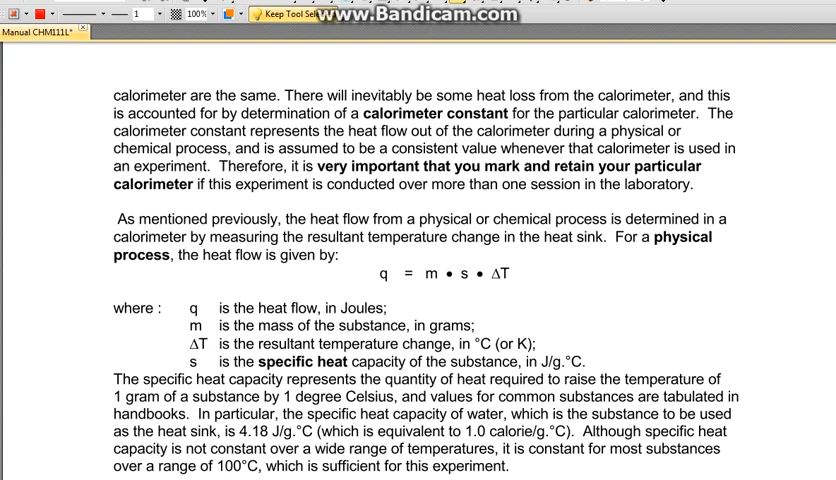 1 100% Keep Tool Sele
www.Bandicam.com
Manual CHM111L*
calorimeter are the same. There will inevitably be some heat loss from the calorimeter, and this
is accounted for by determination of a calorimeter constant for the particular calorimeter. The
calorimeter constant represents the heat flow out of the calorimeter during a physical or
chemical process, and is assumed to be a consistent value whenever that calorimeter is used in
an experiment. Therefore, it is very important that you mark and retain your particular
calorimeter if this experiment is conducted over more than one session in the laboratory.
As mentioned previously, the heat flow from a physical or chemical process is determined in a
calorimeter by measuring the resultant temperature change in the heat sink. For a physical
process, the heat flow is given by:
q = m • s • ΔT
where : q is the heat flow, in Joules;
m is the mass of the substance, in grams;
ΔT is the resultant temperature change, in °C (or K);
s is the specific heat capacity of the substance, in J/g.°C.
The specific heat capacity represents the quantity of heat required to raise the temperature of
1 gram of a substance by 1 degree Celsius, and values for common substances are tabulated in
handbooks. In particular, the specific heat capacity of water, which is the substance to be used
as the heat sink, is 4.18 J/g.°C (which is equivalent to 1.0 calorie/g.°C). Although specific heat
capacity is not constant over a wide range of temperatures, it is constant for most substances
over a range of 100°C, which is sufficient for this experiment.